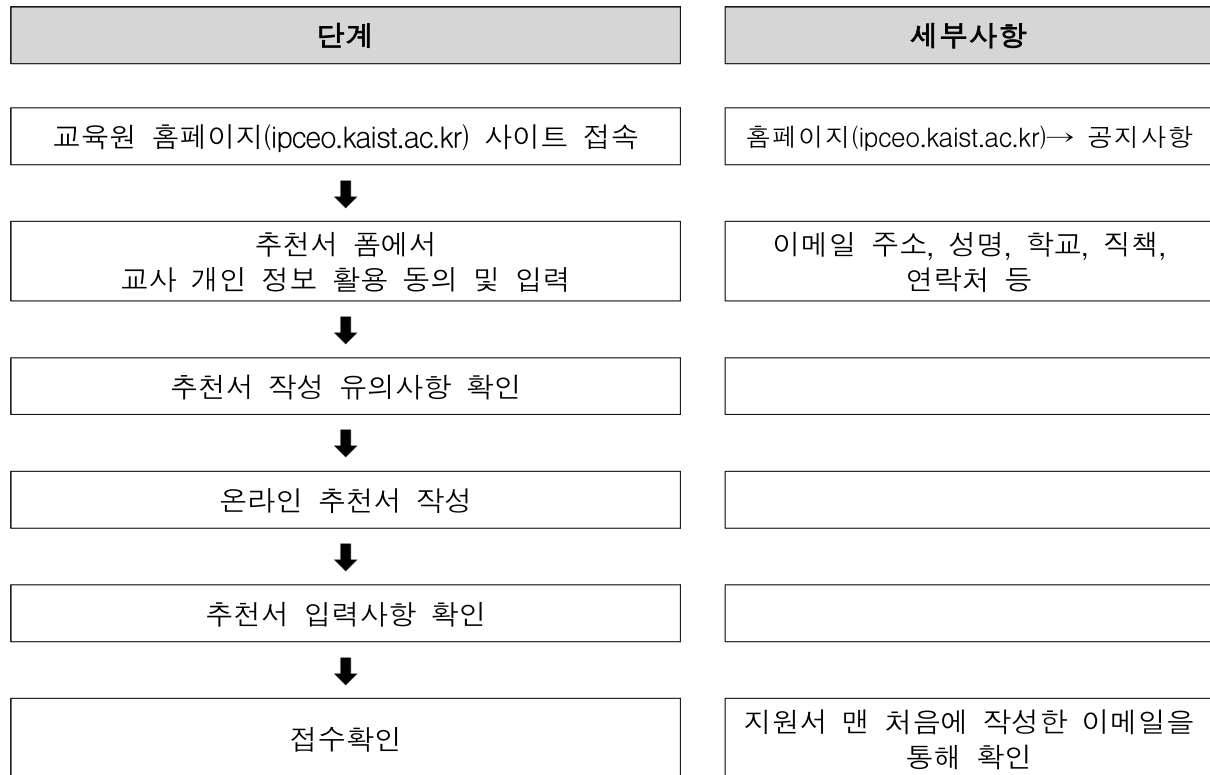 단계
세부사항
교육원 홈페이지(ipceo.kaist.ac.kr) 사이트 접속
홈페이지(ipceo.kaist.ac.kr)→ 공지사항
추천서 폼에서
교사 개인 정보 활용 동의 및 입력
이메일 주소, 성명, 학교, 직책,
연락처 등
추천서 작성 유의사항 확인
온라인 추천서 작성
추천서 입력사항 확인
접수확인
지원서 맨 처음에 작성한 이메일을
통해 확인